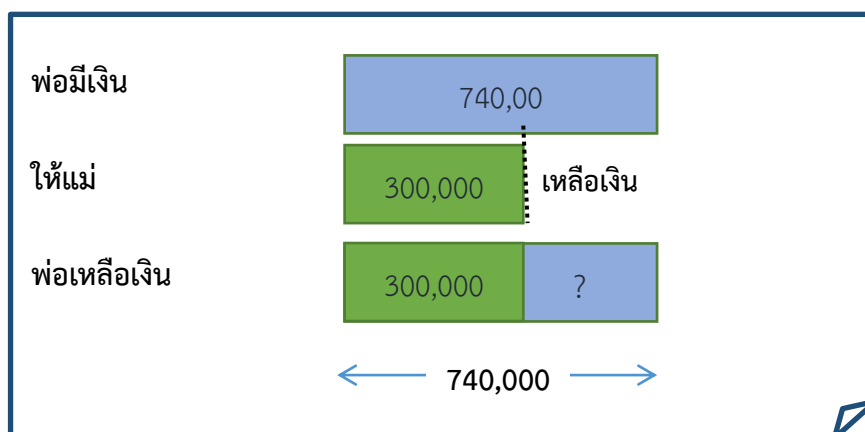 พ่อมีเงิน
740,00
ให้แม่
300,000
เหลือเงิน
พ่อเหลือเงิน
300,000
?
740,000